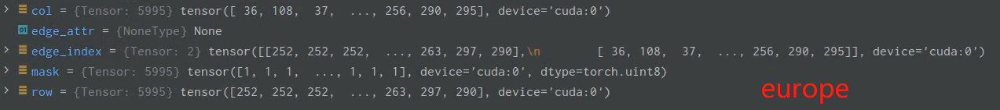 col = {Tensor: 5995} tensor([ 36, 108,  37,  ..., 256, 290, 295], device='cuda:0')
edge_attr = {NoneType} None
edge_index = {Tensor: 2} tensor([[252, 252, 252,  ..., 263, 297, 290],\n        [ 36, 108,  37,  ..., 256, 290, 295]], device='cuda:0')
mask = {Tensor: 5995} tensor([1, 1, 1,  ..., 1, 1, 1], device='cuda:0', dtype=torch.uint8)
row = {Tensor: 5995} tensor([252, 252, 252,  ..., 263, 297, 290], device='cuda:0')
europe